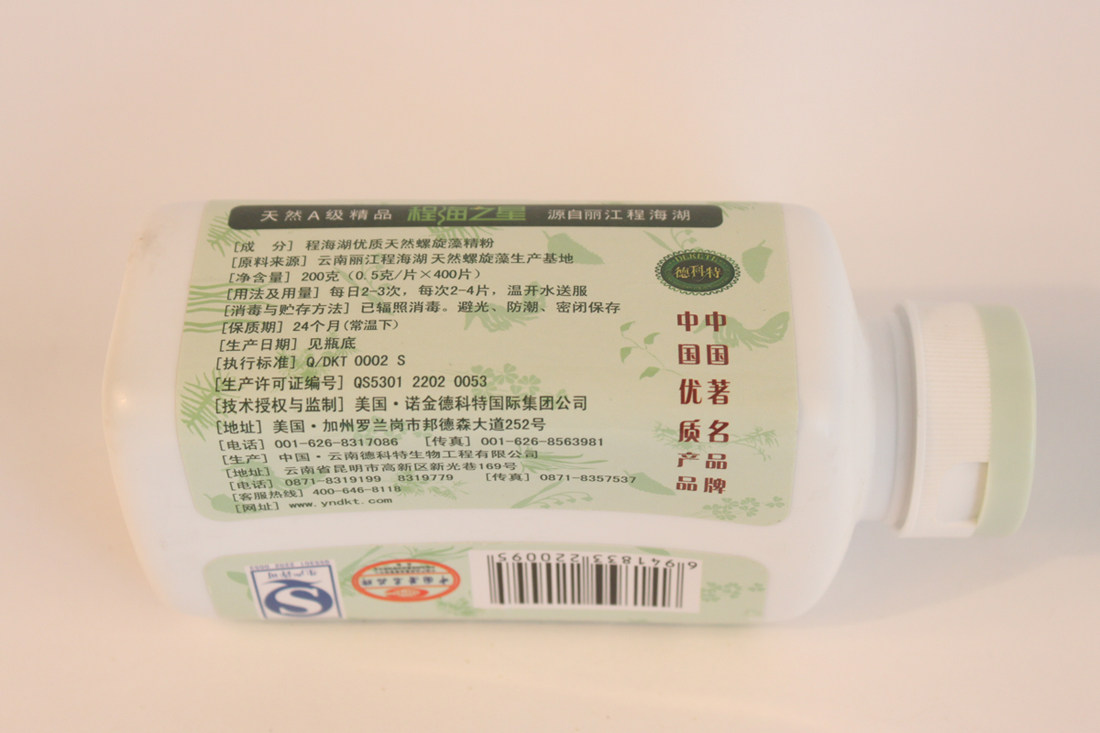 天然A级精品 程海之星 源自丽江程海湖
[成 分] 程海湖优质天然螺旋藻精粉
[原料来源] 云南丽江程海湖天然螺旋藻生产基地
[净含量] 200克（0.5克/片×400片）
[用法及用量] 每日2-3次，每次2-4片，温开水送服
[消毒与贮存方法] 已辐照消毒。避光、防潮、密闭保存
[保质期] 24个月(常温下)
[生产日期] 见瓶底
[执行标准] Q/DKT 0002 S
[生产许可证编号] QS5301 2202 0053
[技术授权与监制] 美国·诺金德科特国际集团公司
[地址] 美国·加州罗兰岗市邦德森大道252号
[电话] 001-626-8317086 [传真] 001-626-8563981
[生产] 中国·云南德科特生物工程有限公司
[地址] 云南省昆明市高新区新光巷169号
[电话] 0871-8319199 8319779 [传真] 0871-8357537
[客服热线] 400-646-8118
[网址] www.yndkt.com
DEKETE
德科特
中国著名品牌
中国优质产品
6 941833 220095
生产许可